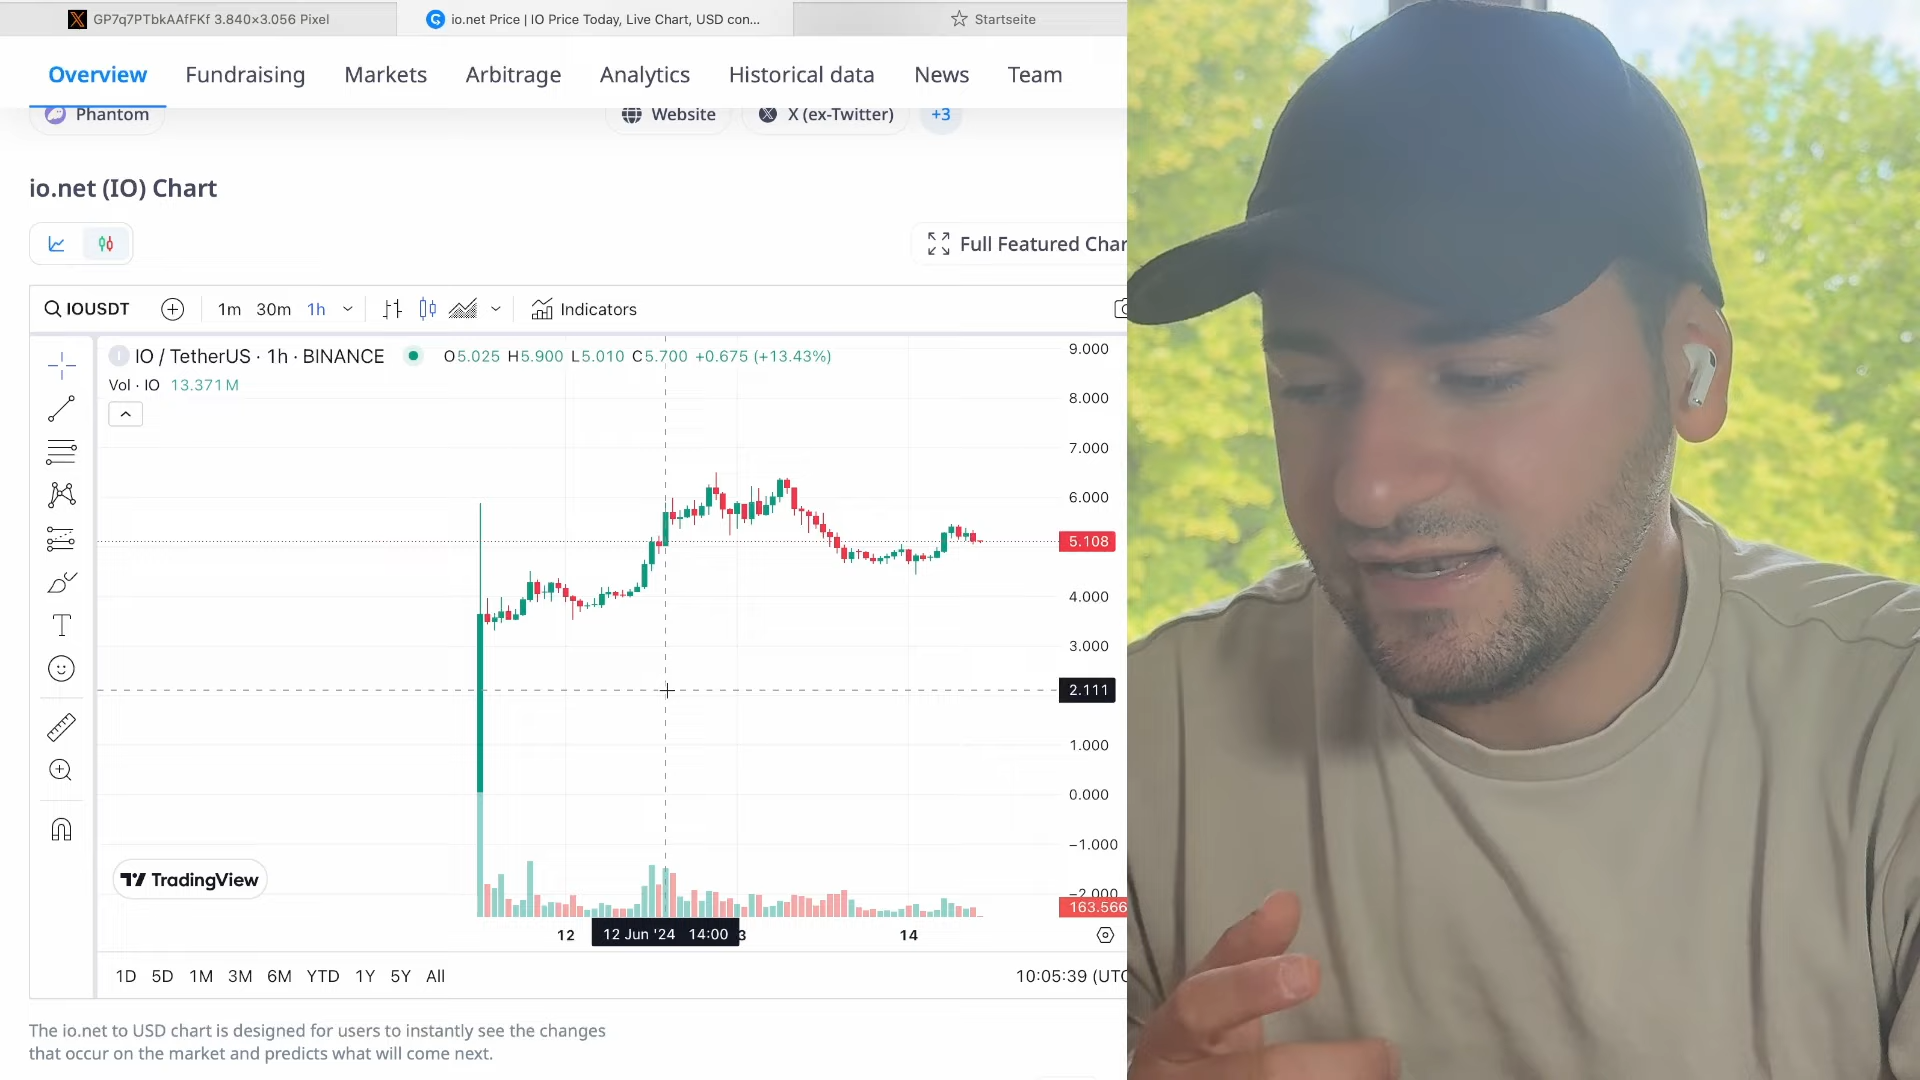 GP7q7PTbkAAfFKf 3.840×3.056 Pixel
io.net Price | IO Price Today, Live Chart, USD con...
Startseite
Overview Fundraising Markets Arbitrage Analytics Historical data News Team
Phantom
Website
X (ex-Twitter)
+3
io.net (IO) Chart
Full Featured Char
IOUSDT
1m 30m 1h
Indicators
IO / TetherUS · 1h · BINANCE
O5.025 H5.900 L5.010 C5.700 +0.675 (+13.43%)
Vol · IO 13.371M
9.000
8.000
7.000
6.000
5.108
4.000
3.000
2.111
1.000
0.000
−1.000
−2.000
163.566
TradingView
12
12 Jun '24 14:00
3
14
1D 5D 1M 3M 6M YTD 1Y 5Y All
10:05:39 (UTC
The io.net to USD chart is designed for users to instantly see the changes
that occur on the market and predicts what will come next.